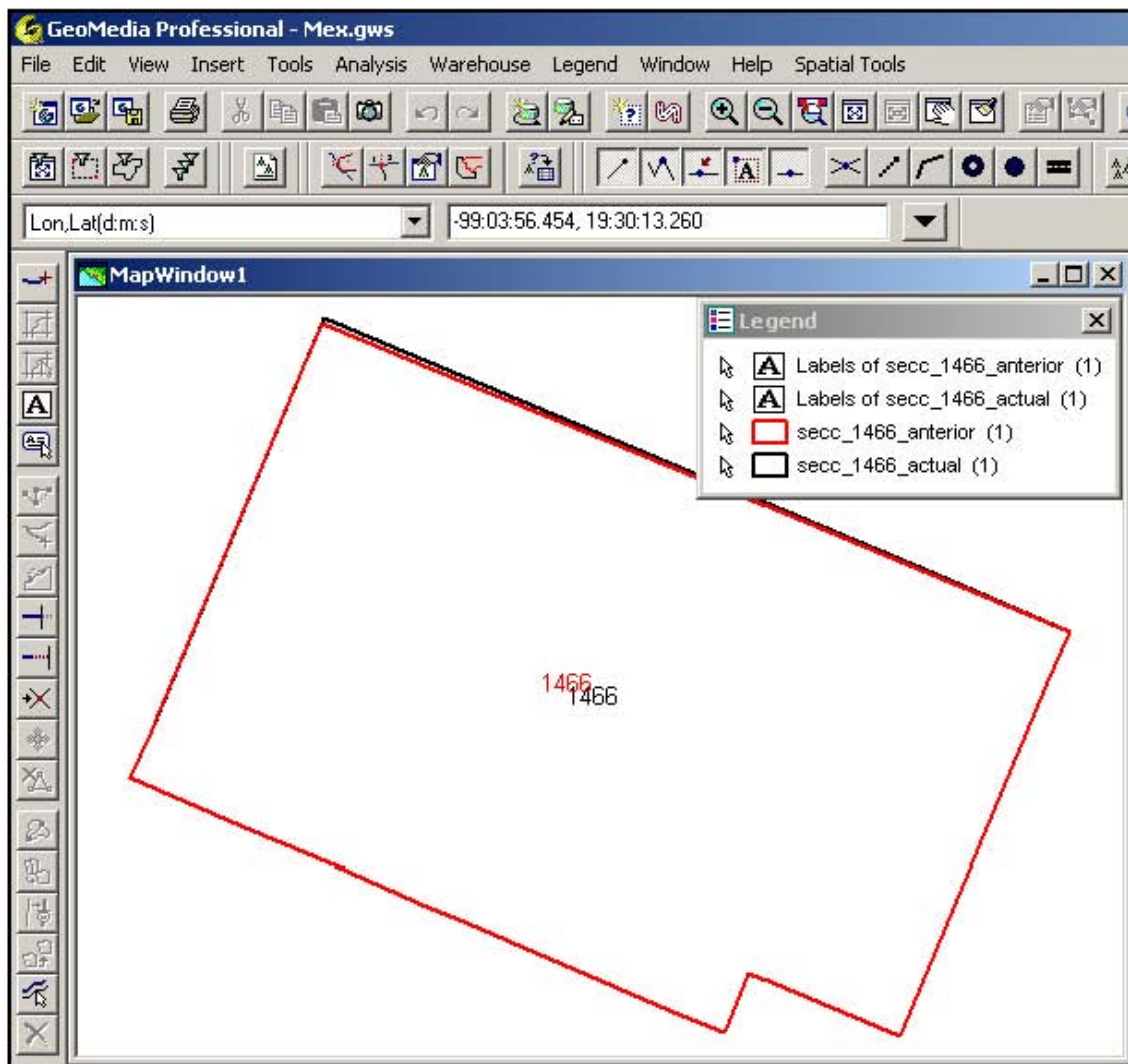 GeoMedia Professional - Mex.gws
File Edit View Insert Tools Analysis Warehouse Legend Window Help Spatial Tools
Lon,Lat(d:m:s) -99:03:56.454, 19:30:13.260
MapWindow1
Legend
A Labels of secc_1466_anterior (1)
A Labels of secc_1466_actual (1)
secc_1466_anterior (1)
secc_1466_actual (1)
A
1466
1466